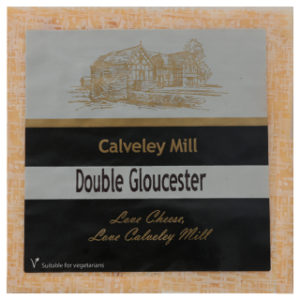 Calveley Mill
Double Gloucester
Love Cheese,
Love Calveley Mill
V Suitable for vegetarians